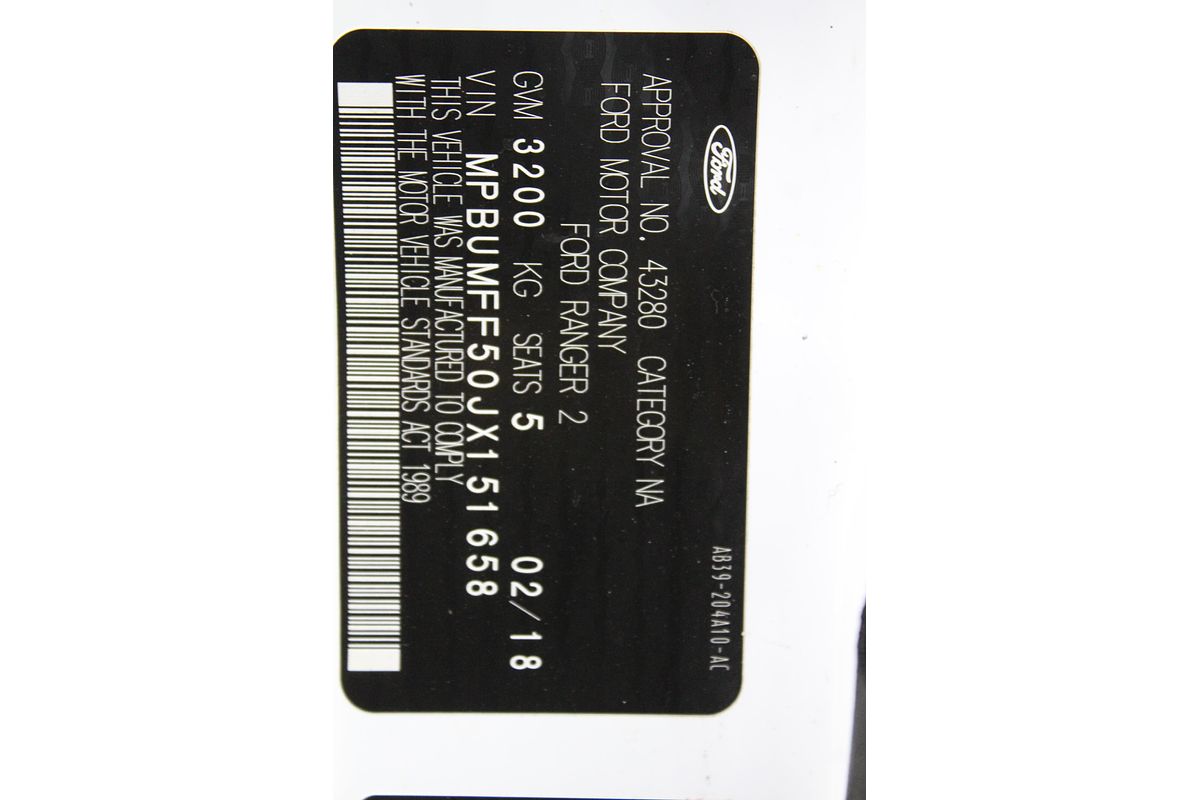 Ford
AB39-204A10-AC
APPROVAL NO. 43280 CATEGORY NA
FORD MOTOR COMPANY
FORD RANGER 2
GVM 3200 KG SEATS 5 02/18
VIN MPBUMFF50JX151658
THIS VEHICLE WAS MANUFACTURED TO COMPLY
WITH THE MOTOR VEHICLE STANDARDS ACT 1989